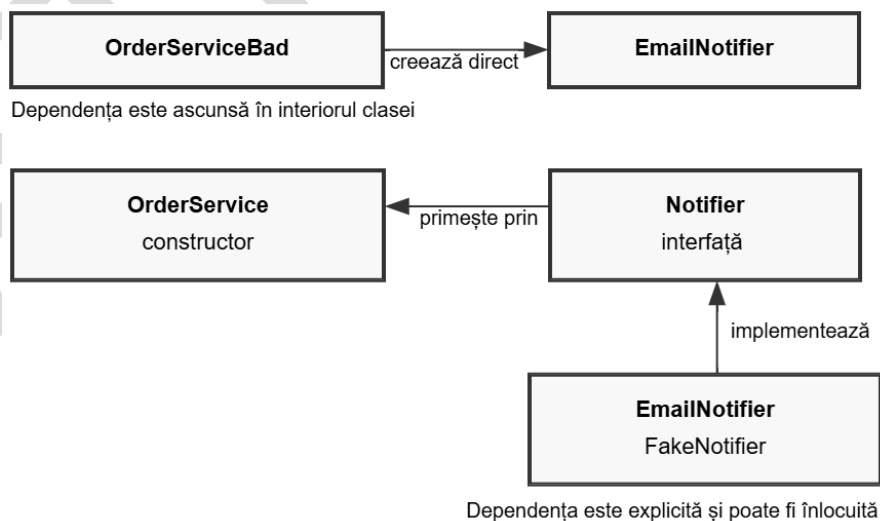 OrderServiceBad
creează direct
EmailNotifier
Dependența este ascunsă în interiorul clasei
OrderService
constructor
primește prin
Notifier
interfață
implementează
EmailNotifier
FakeNotifier
Dependența este explicită și poate fi înlocuită